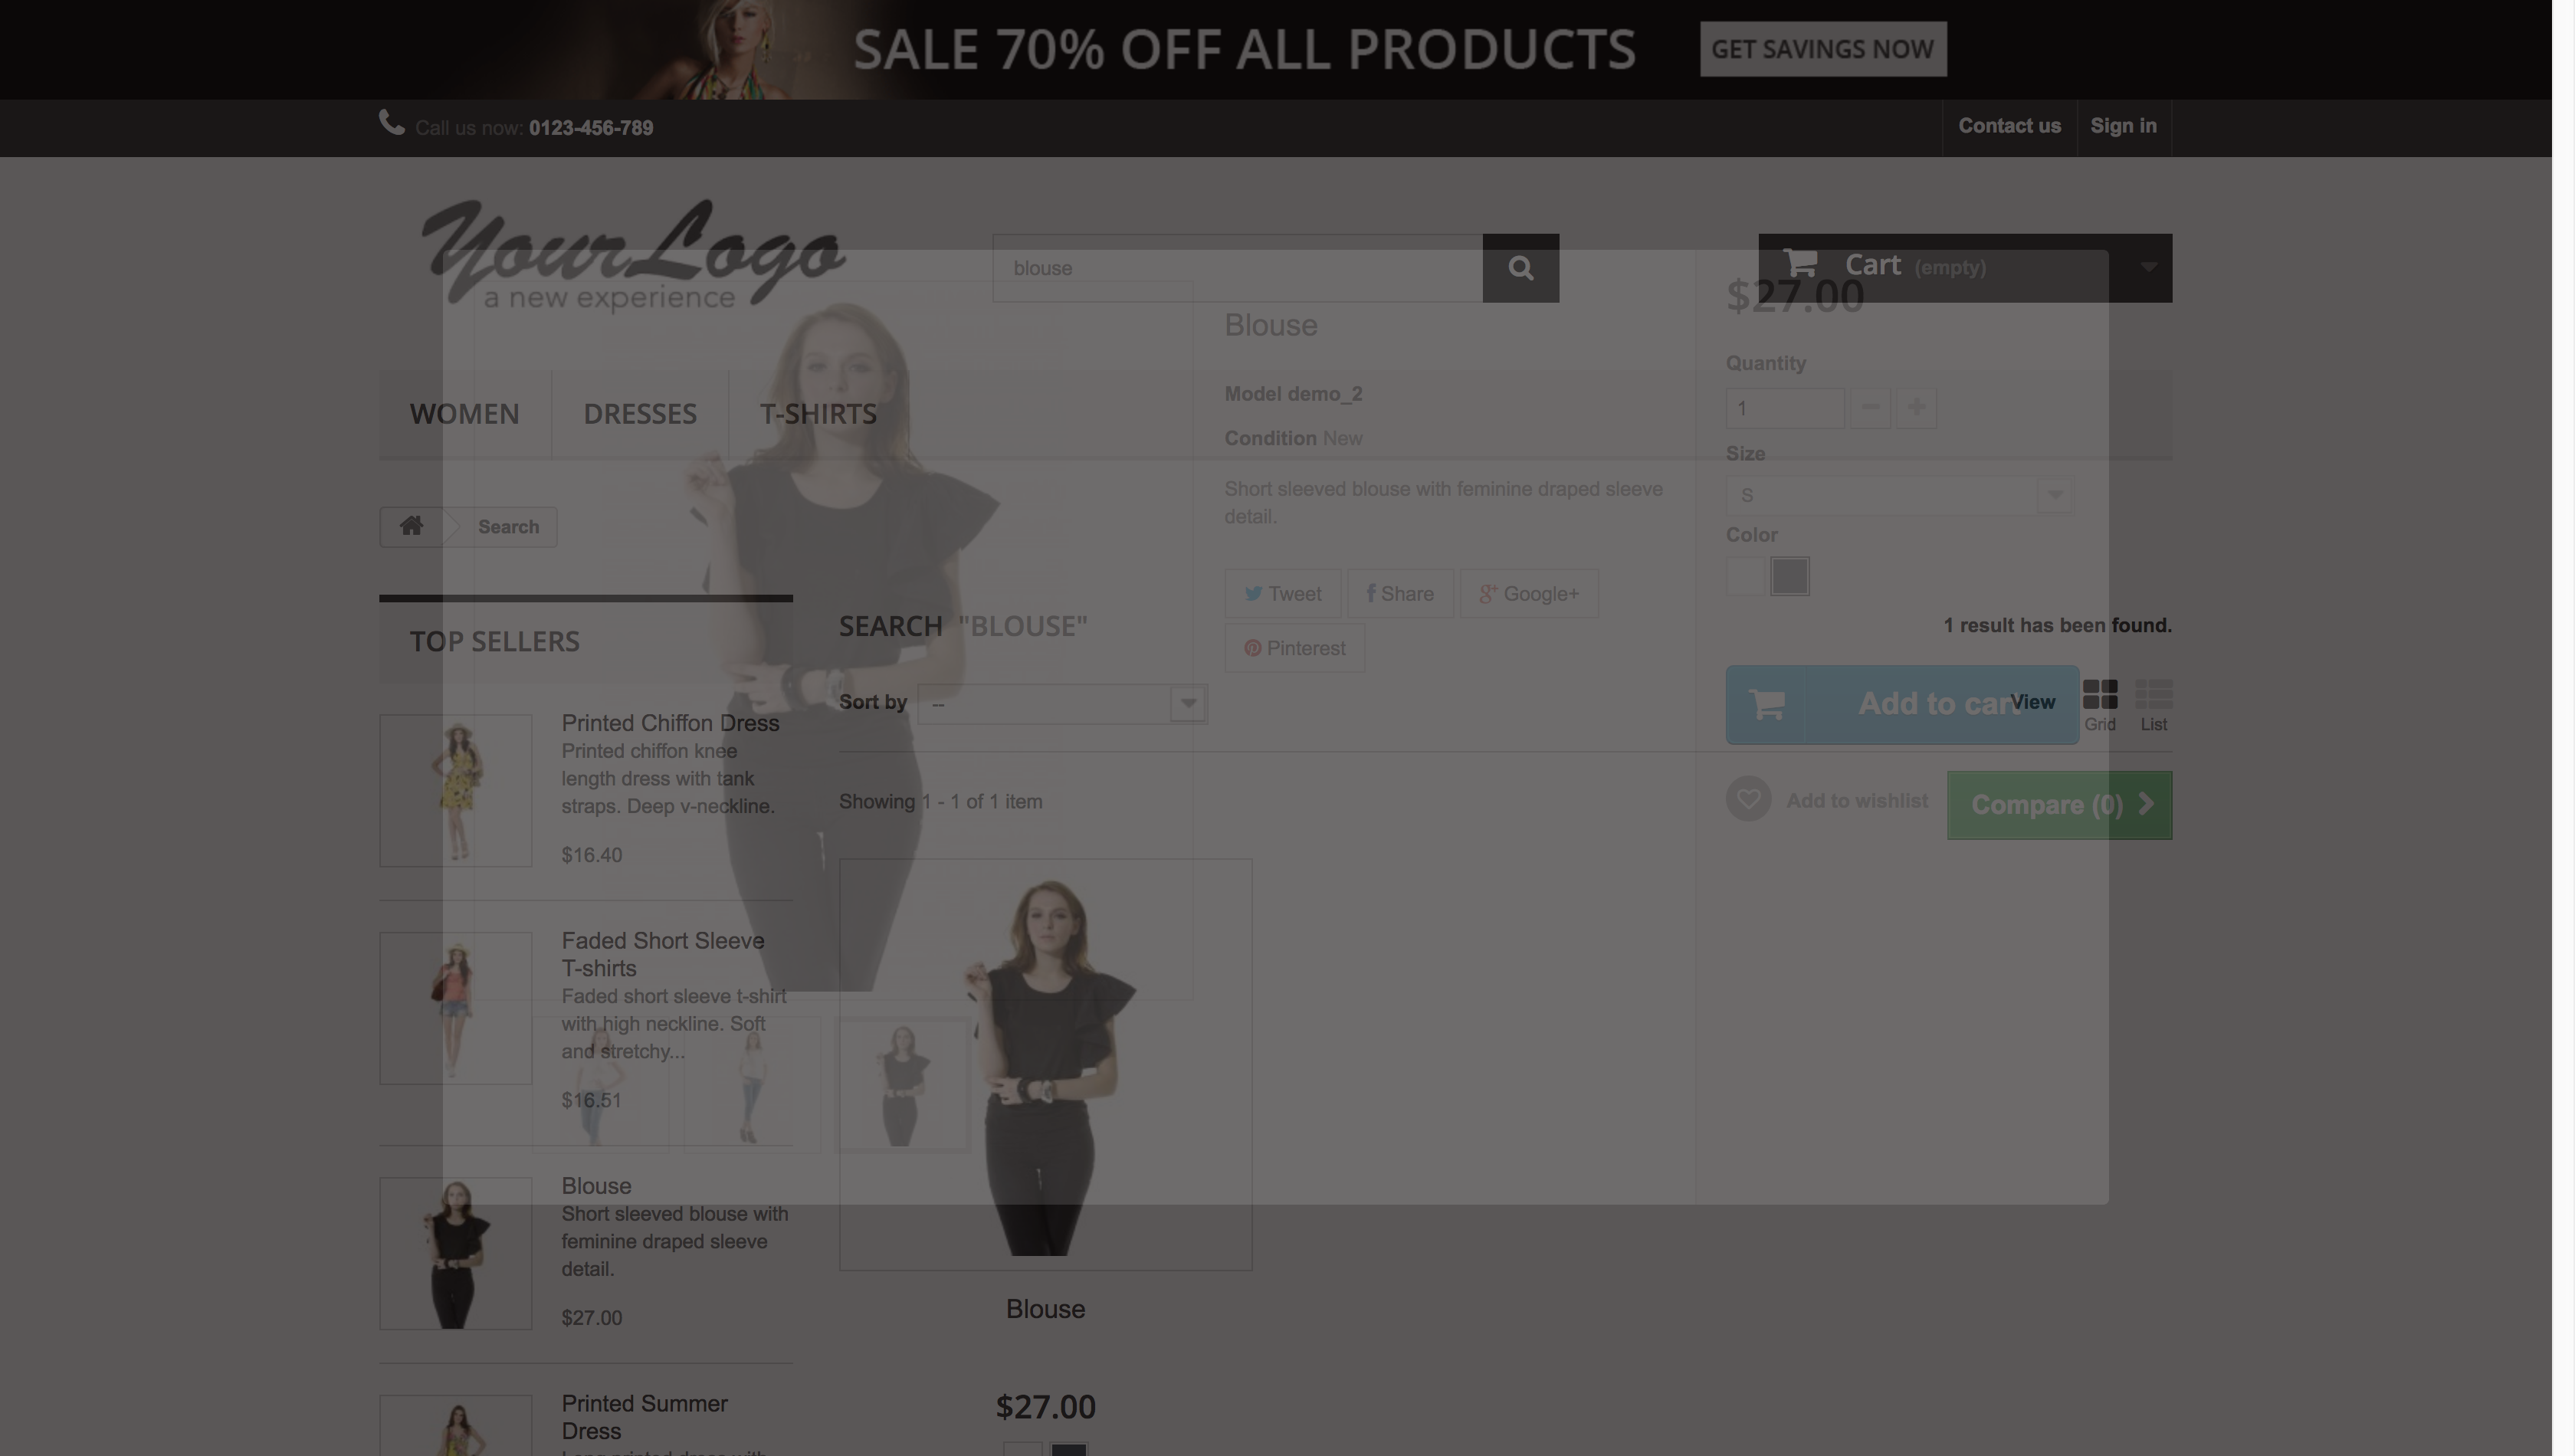 SALE 70% OFF ALL PRODUCTS
GET SAVINGS NOW
Call us now: 0123-456-789
Contact us
Sign in
YourLogo
a new experience
blouse
Cart (empty)
$27.00
Blouse
Quantity
1
Model demo_2
Condition New
Size
S
Short sleeved blouse with feminine draped sleeve
detail.
Color
WOMEN
DRESSES
T-SHIRTS
Search
Tweet
Share
Google+
Pinterest
TOP SELLERS
SEARCH "BLOUSE"
1 result has been found.
Sort by
--
Add to cart
View
Grid
List
Showing 1 - 1 of 1 item
Add to wishlist
Compare (0)
Printed Chiffon Dress
Printed chiffon knee
length dress with tank
straps. Deep v-neckline.
$16.40
Faded Short Sleeve
T-shirts
Faded short sleeve t-shirt
with high neckline. Soft
and stretchy...
$16.51
Blouse
Short sleeved blouse with
feminine draped sleeve
detail.
$27.00
Printed Summer
Dress
Blouse
$27.00